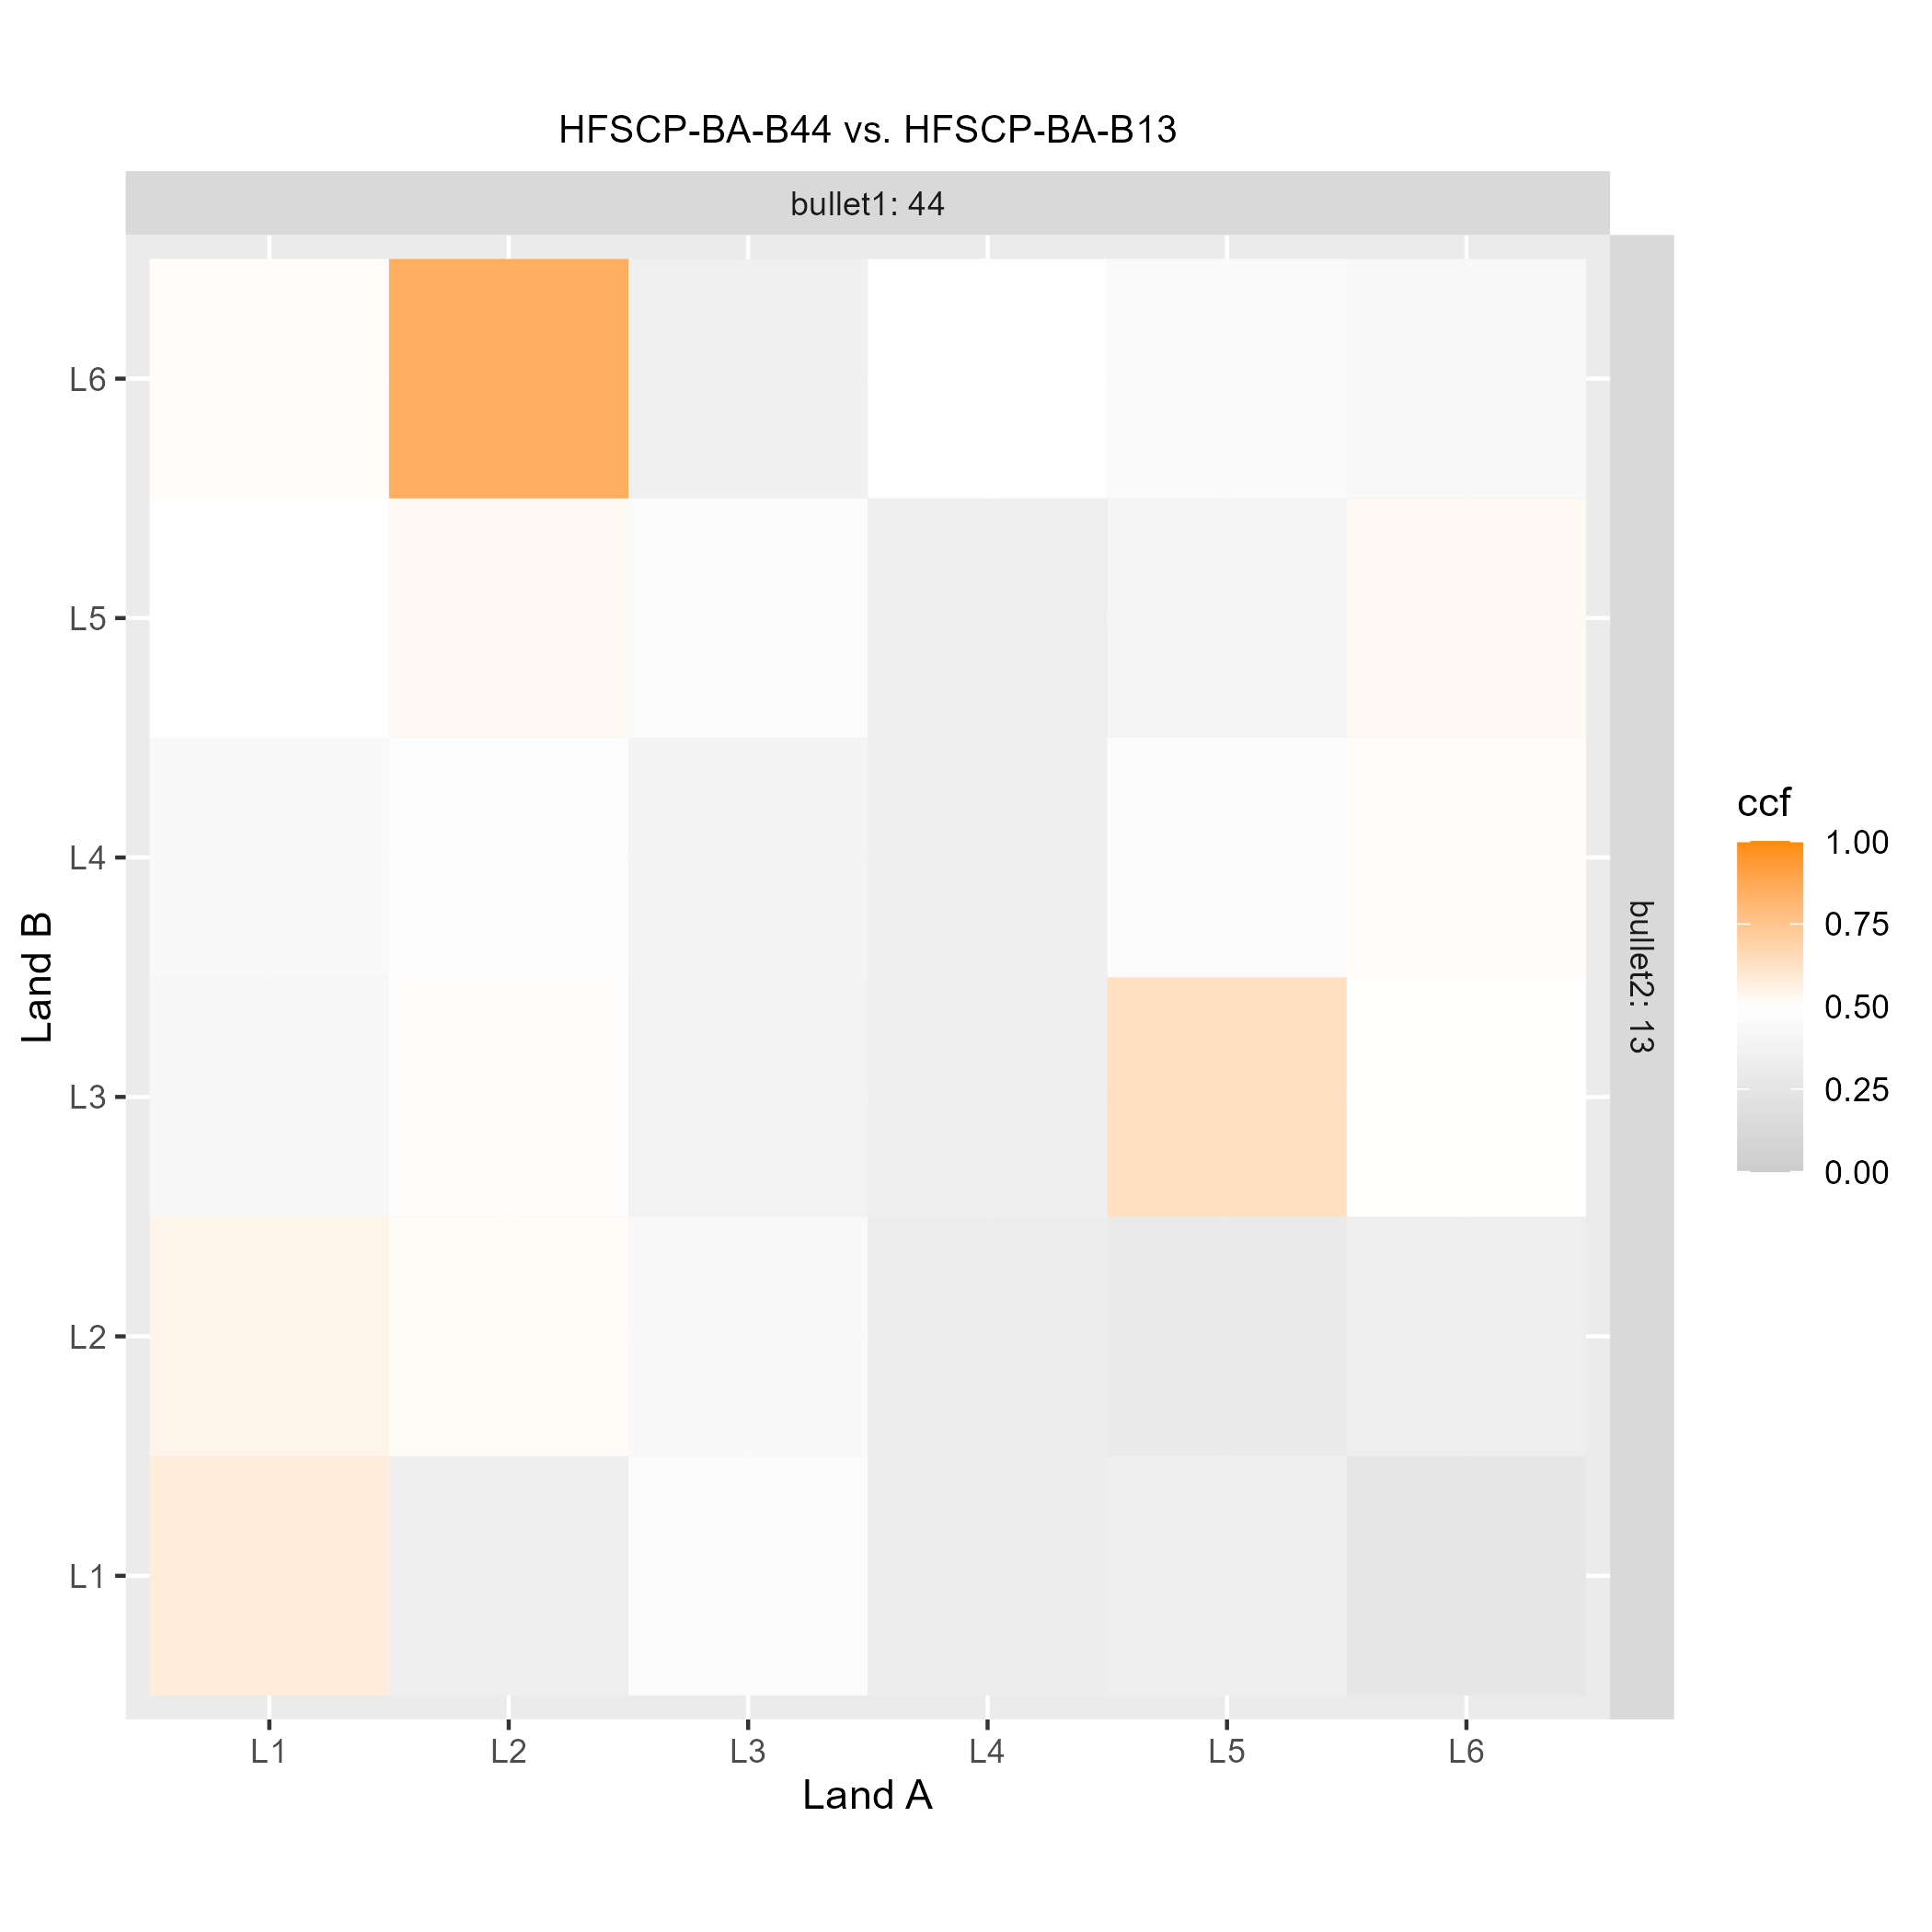 HFSCP-BA-B44 vs. HFSCP-BA-B13
bullet1: 44
L6
L5
L4
L3
L2
L1
Land B
bullet2: 13
L1 L2 L3 L4 L5 L6
Land A
ccf
1.00
0.75
0.50
0.25
0.00